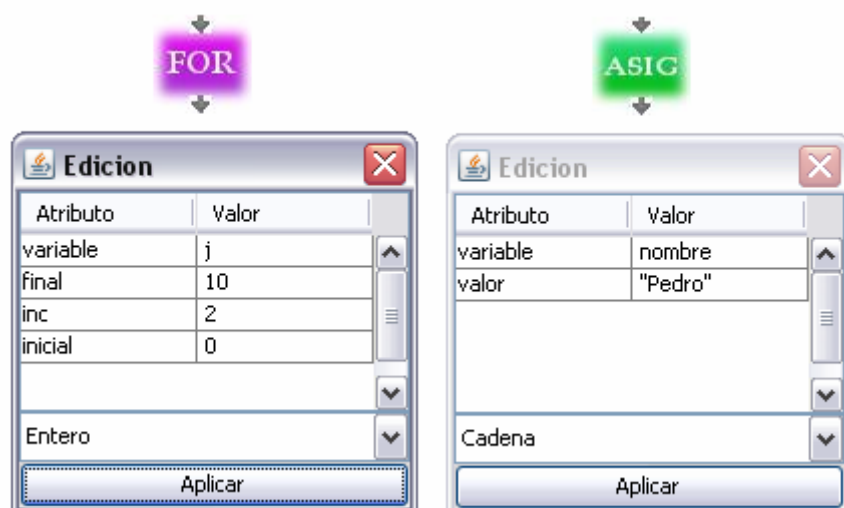 FOR
Edicion
Atributo Valor
variable j
final 10
inc 2
inicial 0
Entero
Aplicar
ASIG
Edicion
Atributo Valor
variable nombre
valor "Pedro"
Cadena
Aplicar